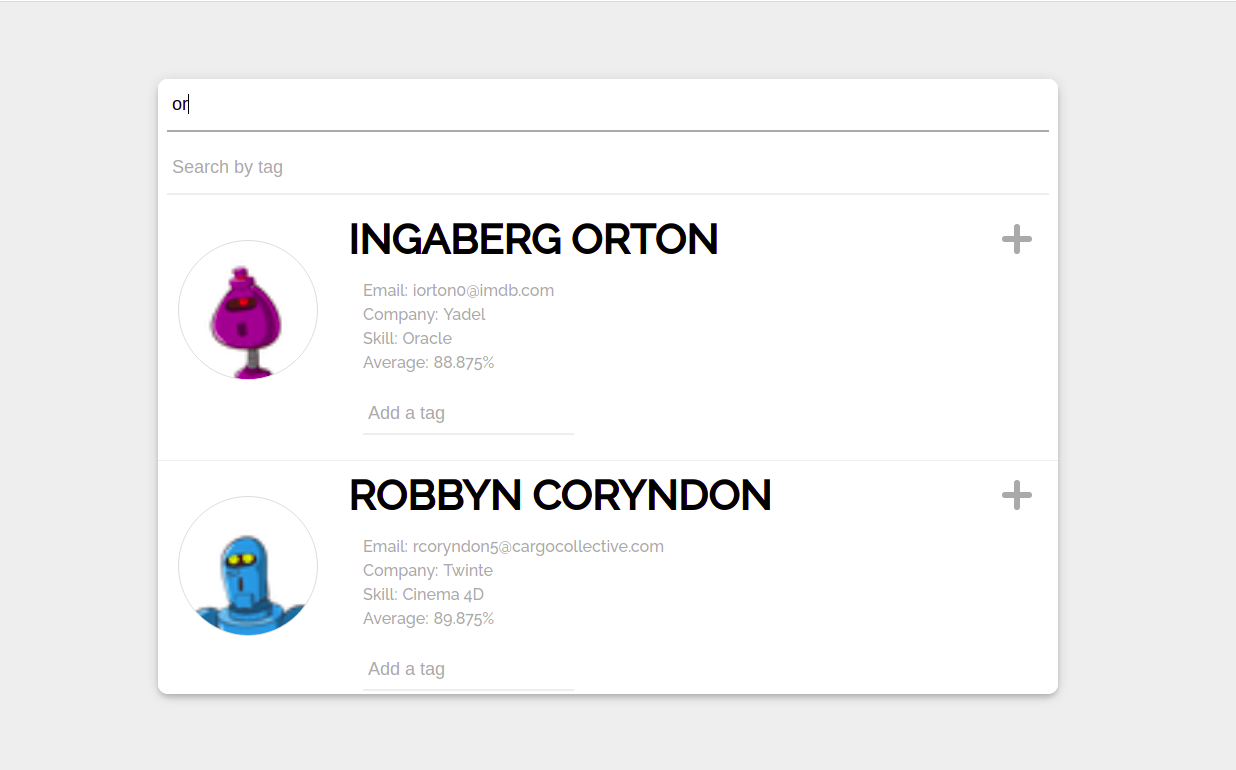 or
Search by tag
INGABERG ORTON
Email: iorton0@imdb.com
Company: Yadel
Skill: Oracle
Average: 88.875%
Add a tag
ROBBYN CORYNDON
Email: rcoryndon5@cargocollective.com
Company: Twinte
Skill: Cinema 4D
Average: 89.875%
Add a tag